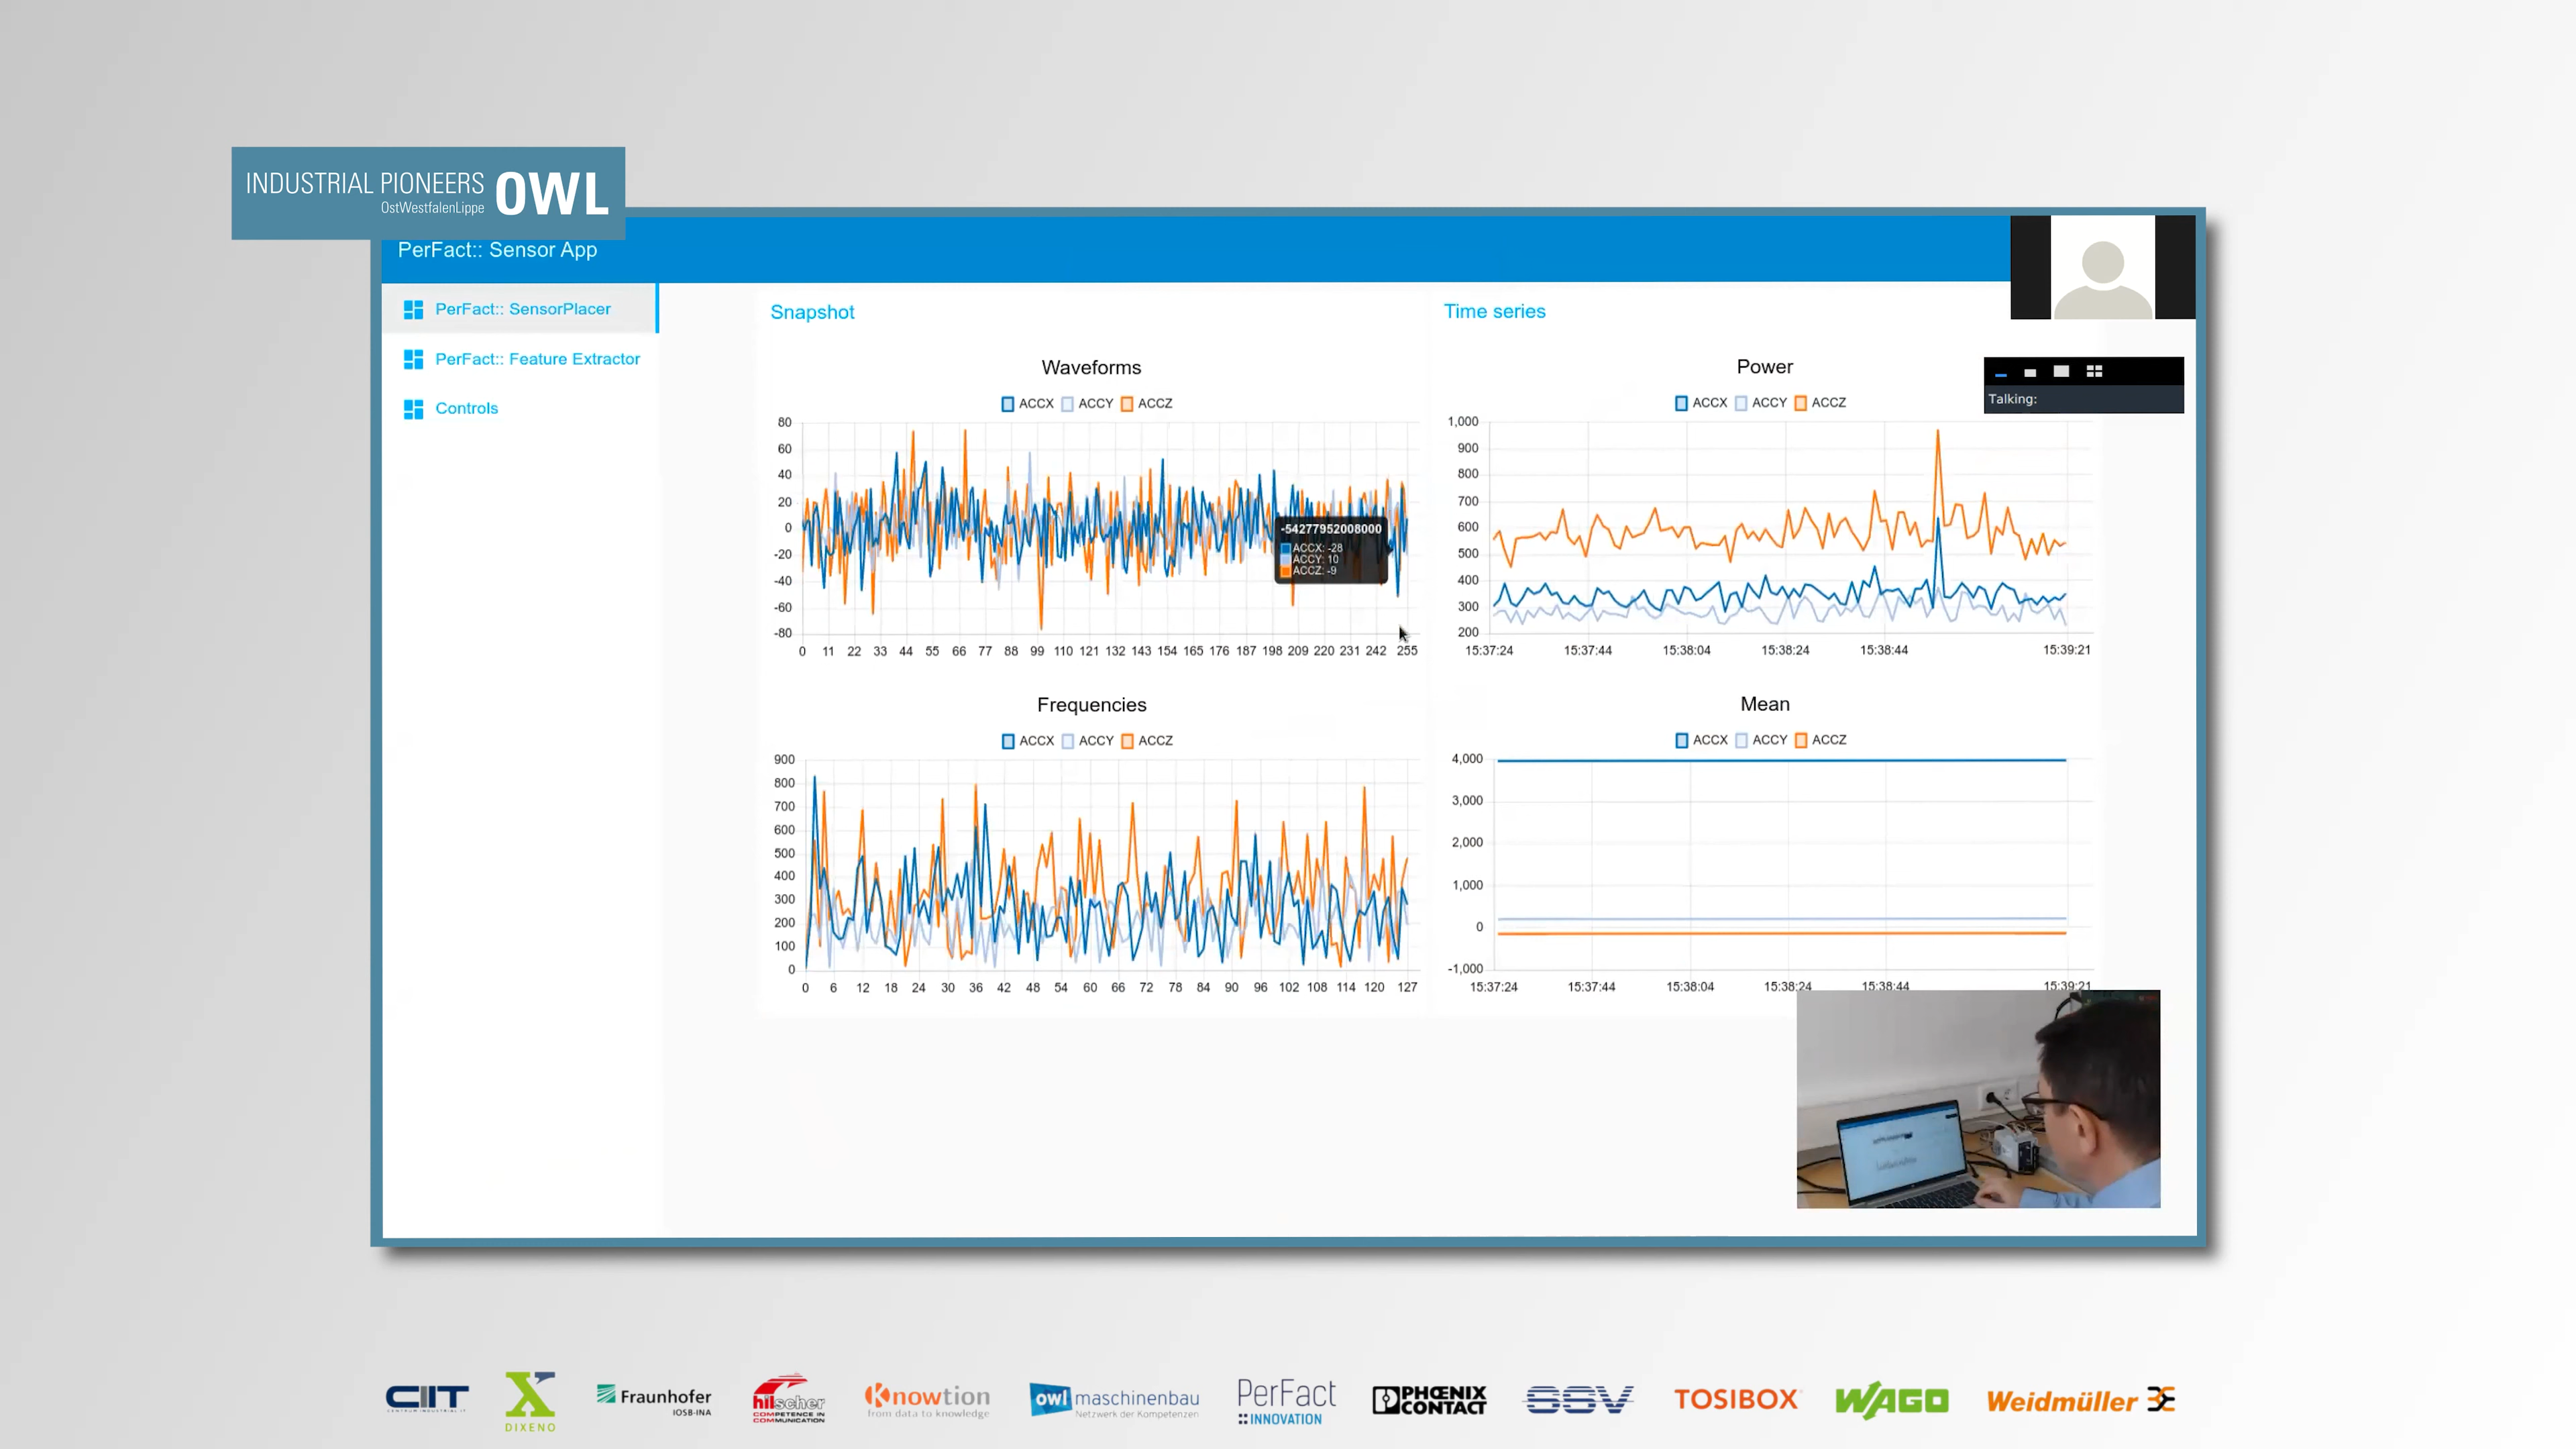 INDUSTRIAL PIONEERS OWL
OstWestfalenLippe
PerFact:: Sensor App
PerFact:: SensorPlacer
PerFact:: Feature Extractor
Controls
Snapshot
Waveforms
ACCX ACCY ACCZ
80
60
40
20
0
-20
-40
-60
-80
0 11 22 33 44 55 66 77 88 99 110 121 132 143 154 165 176 187 198 209 220 231 242 255
-54277952008000
ACCX: -28
ACCY: 10
ACCZ: -9
Frequencies
ACCX ACCY ACCZ
900
800
700
600
500
400
300
200
100
0
0 6 12 18 24 30 36 42 48 54 60 66 72 78 84 90 96 102 108 114 120 127
Time series
Power
ACCX ACCY ACCZ
1,000
900
800
700
600
500
400
300
200
15:37:24 15:37:44 15:38:04 15:38:24 15:38:44 15:39:21
Mean
ACCX ACCY ACCZ
4,000
3,000
2,000
1,000
0
-1,000
15:37:24 15:37:44 15:38:04 15:38:24 15:38:44 15:39:21
Talking:
CIIT
DIXENO
Fraunhofer
IOSB-INA
hilscher
COMPETENCE IN
COMMUNICATION
Knowtion
from data to knowledge
owl maschinenbau
Netzwerk der Kompetenzen
PerFact
::INNOVATION
PHŒNIX
CONTACT
SSV
TOSIBOX
WAGO
Weidmüller